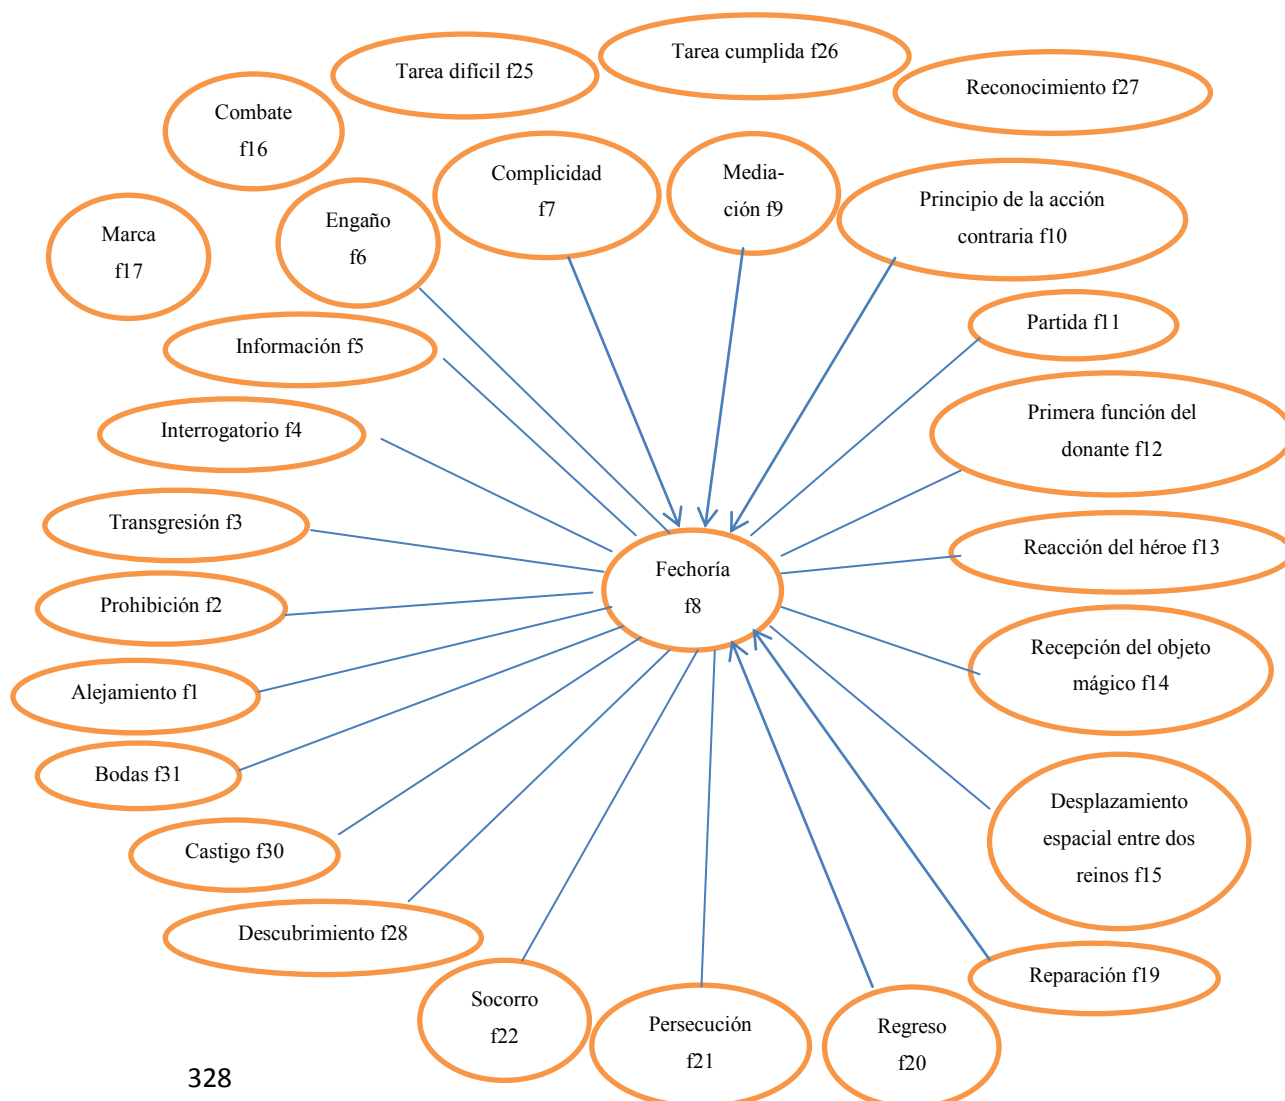 Tarea difícil f25
Tarea cumplida f26
Reconocimiento f27
Combate
f16
Complicidad
f7
Media-
ción f9
Principio de la acción
contraria f10
Marca
f17
Engaño
f6
Información f5
Partida f11
Interrogatorio f4
Primera función del
donante f12
Transgresión f3
Fechoría
f8
Reacción del héroe f13
Prohibición f2
Alejamiento f1
Recepción del objeto
mágico f14
Bodas f31
Desplazamiento
espacial entre dos
reinos f15
Castigo f30
Descubrimiento f28
Reparación f19
Socorro
f22
Persecución
f21
Regreso
f20
328